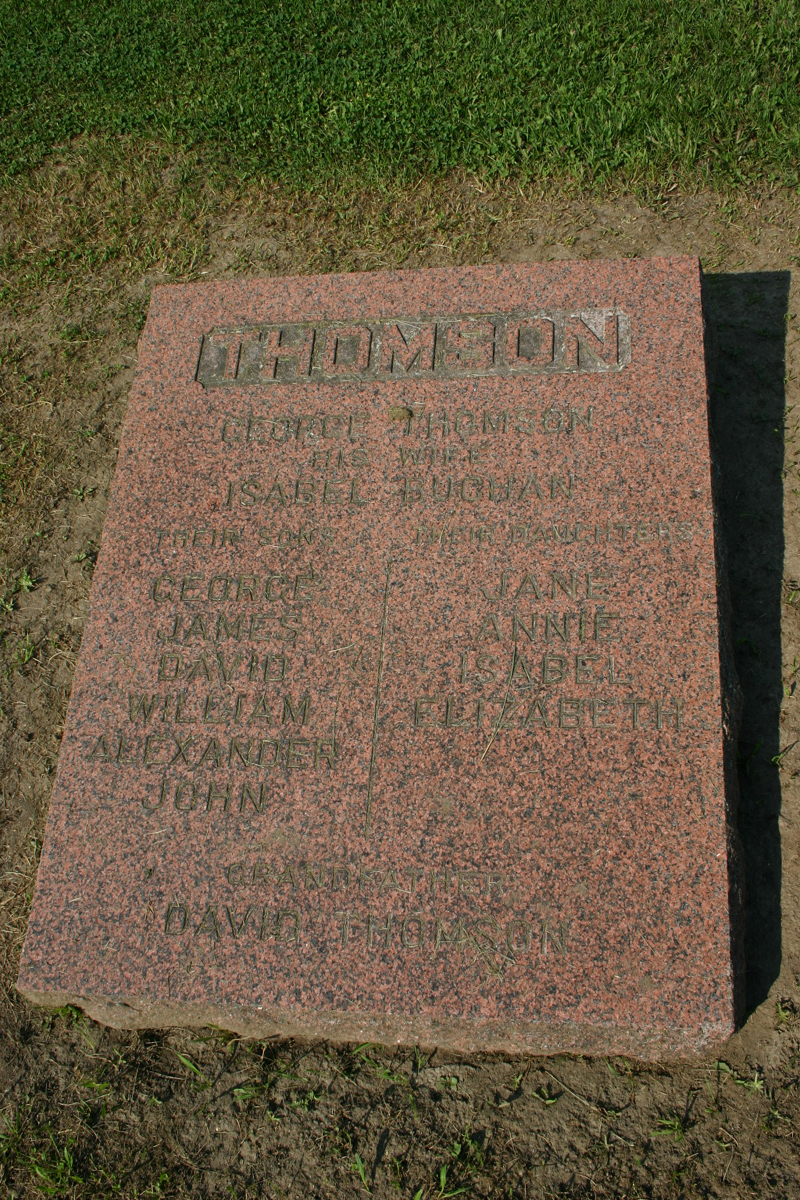 THOMSON
GEORGE THOMSON
HIS WIFE
ISABEL BUCHAN
THEIR SONS
GEORGE
JAMES
DAVID
WILLIAM
ALEXANDER
JOHN
THEIR DAUGHTERS
JANE
ANNIE
ISABEL
ELIZABETH
GRANDFATHER
DAVID THOMSON